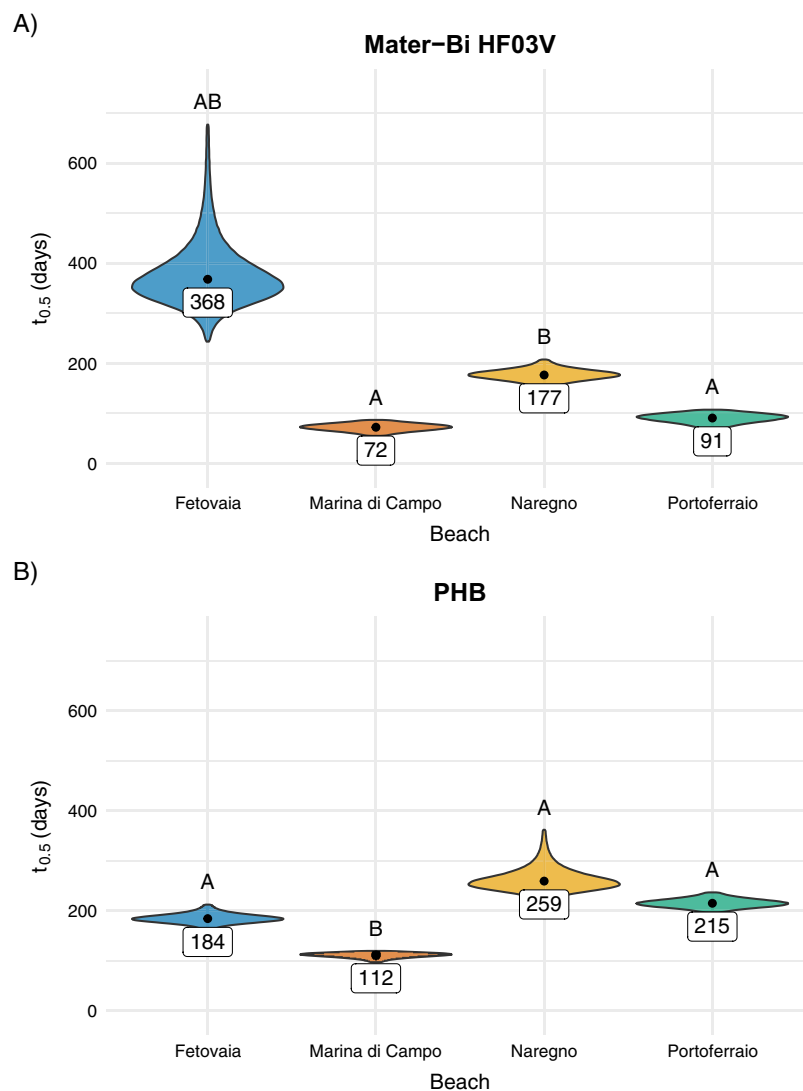 A)
Mater−Bi HF03V
t0.5 (days)
600
400
200
0
AB
368
A
72
B
177
A
91
Fetovaia Marina di Campo Naregno Portoferraio
Beach
B)
PHB
t0.5 (days)
600
400
200
0
A
184
B
112
A
259
A
215
Fetovaia Marina di Campo Naregno Portoferraio
Beach